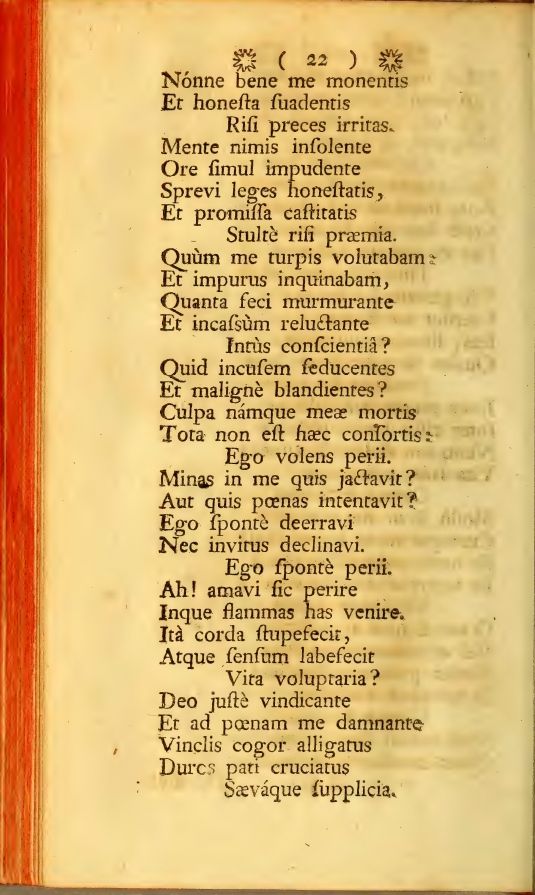 ( 22 )
Nónne bene me monentis
Et honeſta ſuadentis
Riſi preces irritas.
Mente nimis inſolente
Ore ſimul impudente
Sprevi leges honeſtatis,
Et promiſſa caſtitatis
Stultè riſi præmia.
Quùm me turpis volutabam:
Et impurus inquinabam,
Quanta feci murmurante
Et incaſsùm reluctante
Intùs conſcientiâ?
Quid incuſem ſeducentes
Et malignè blandientes?
Culpa námque meæ mortis
Tota non eſt hæc conſortis:
Ego volens perii.
Minas in me quis jactavit?
Aut quis pœnas intentavit?
Ego ſpontè deerravi
Nec invitus declinavi.
Ego ſpontè perii.
Ah! amavi ſic perire
Inque flammas has venire.
Ità corda ſtupefecit,
Atque ſenſum labefecit
Vita voluptaria?
Deo juſtè vindicante
Et ad pœnam me damnante
Vinclis cogor alligatus
Duros pati cruciatus
Sæváque ſupplicia.